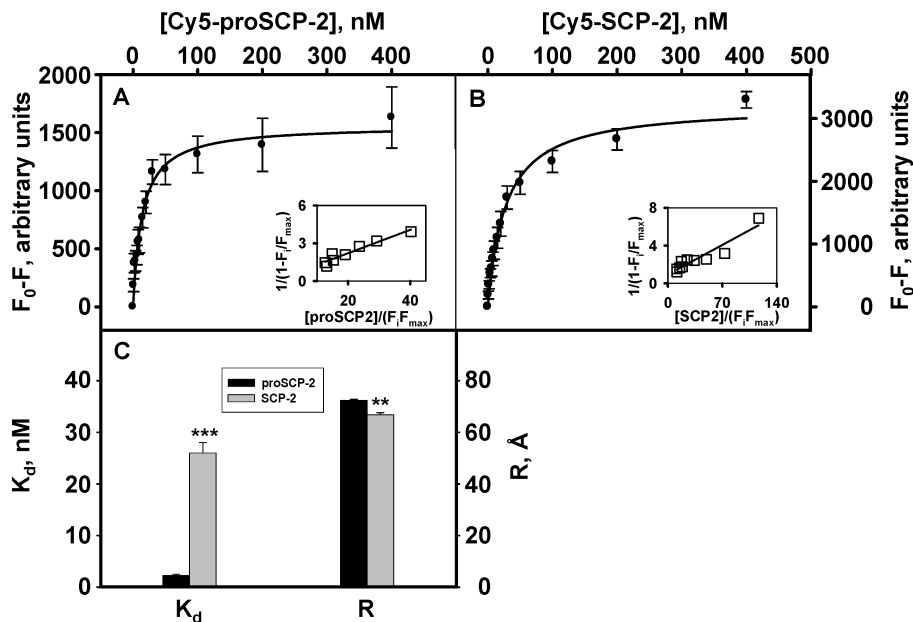 [Cy5-proSCP-2], nM
[Cy5-SCP-2], nM
0 100 200 300 400
0 100 200 300 400 500
A
B
2000
1500
1000
500
0
F0-F, arbitrary units
3000
2000
1000
0
F0-F, arbitrary units
6
3
0
1/(1-Fi/Fmax)
20 40
[proSCP2]/(FiFmax)
8
4
0
1/(1-Fi/Fmax)
0 70 140
[SCP2]/(FiFmax)
C
proSCP-2
SCP-2
40
30
20
10
0
Kd, nM
***
**
80
60
40
20
0
R, Å
Kd R